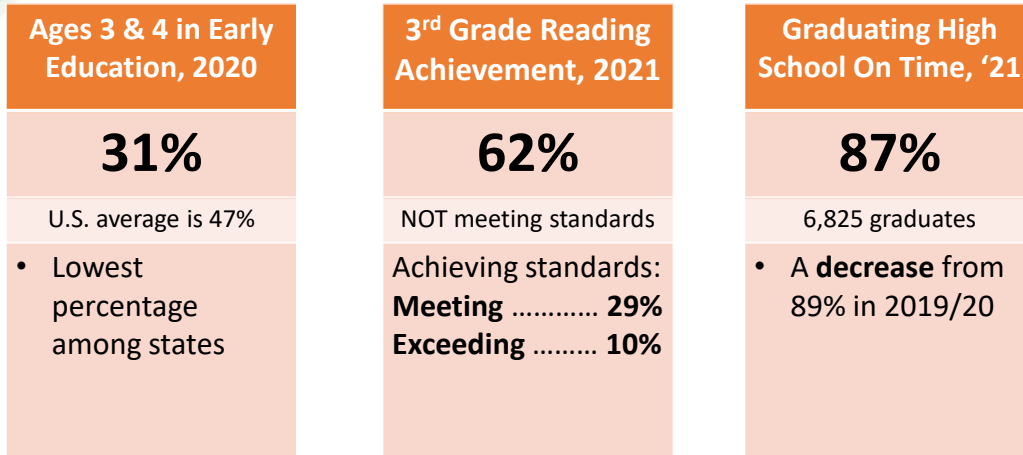 Ages 3 & 4 in Early
Education, 2020
31%
U.S. average is 47%
• Lowest
percentage
among states
3rd Grade Reading
Achievement, 2021
62%
NOT meeting standards
Achieving standards:
Meeting ............ 29%
Exceeding ......... 10%
Graduating High
School On Time, ‘21
87%
6,825 graduates
• A decrease from
89% in 2019/20